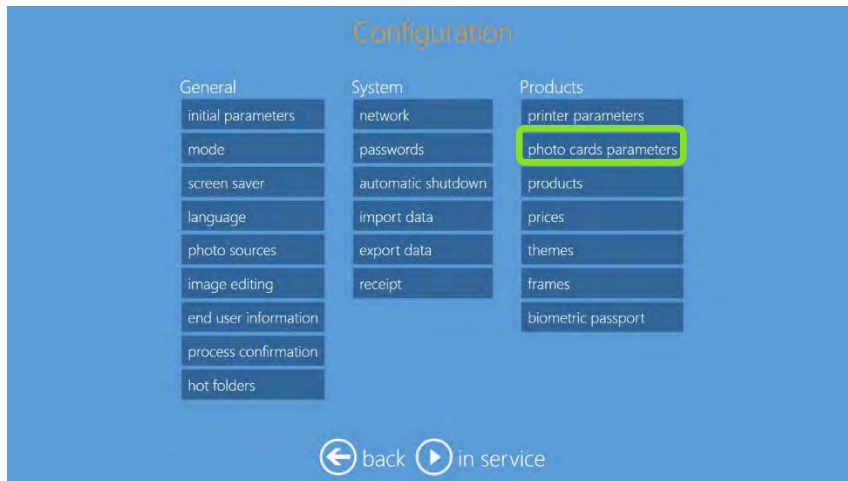 Configuration
General
initial parameters
mode
screen saver
language
photo sources
image editing
end user information
process confirmation
hot folders
System
network
passwords
automatic shutdown
import data
export data
receipt
Products
printer parameters
photo cards parameters
products
prices
themes
frames
biometric passport
back in service